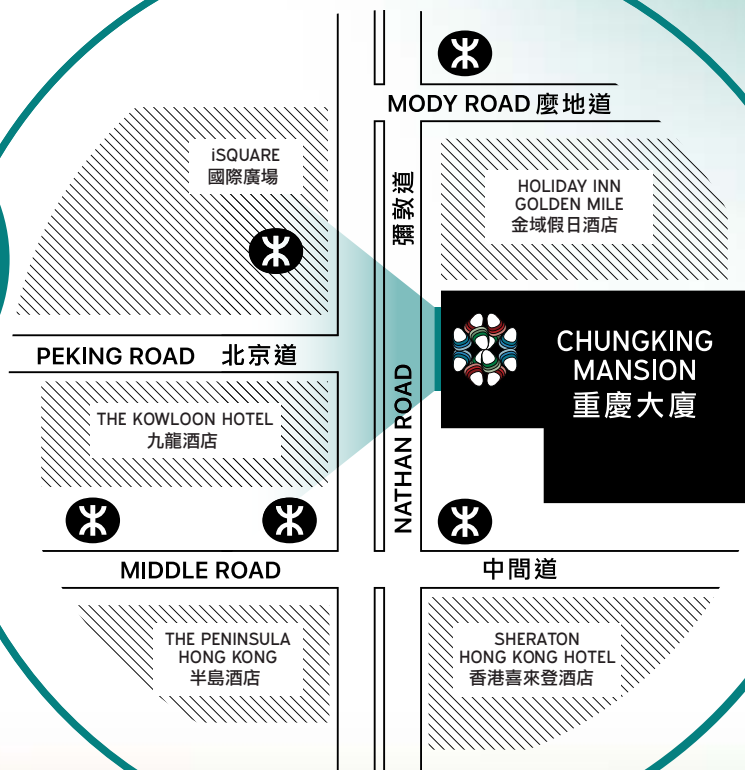 MODY ROAD 麼地道
iSQUARE
國際廣場
彌敦道
HOLIDAY INN
GOLDEN MILE
金域假日酒店
CHUNGKING
MANSION
重慶大廈
PEKING ROAD 北京道
NATHAN ROAD
THE KOWLOON HOTEL
九龍酒店
MIDDLE ROAD 中間道
THE PENINSULA
HONG KONG
半島酒店
SHERATON
HONG KONG HOTEL
香港喜來登酒店